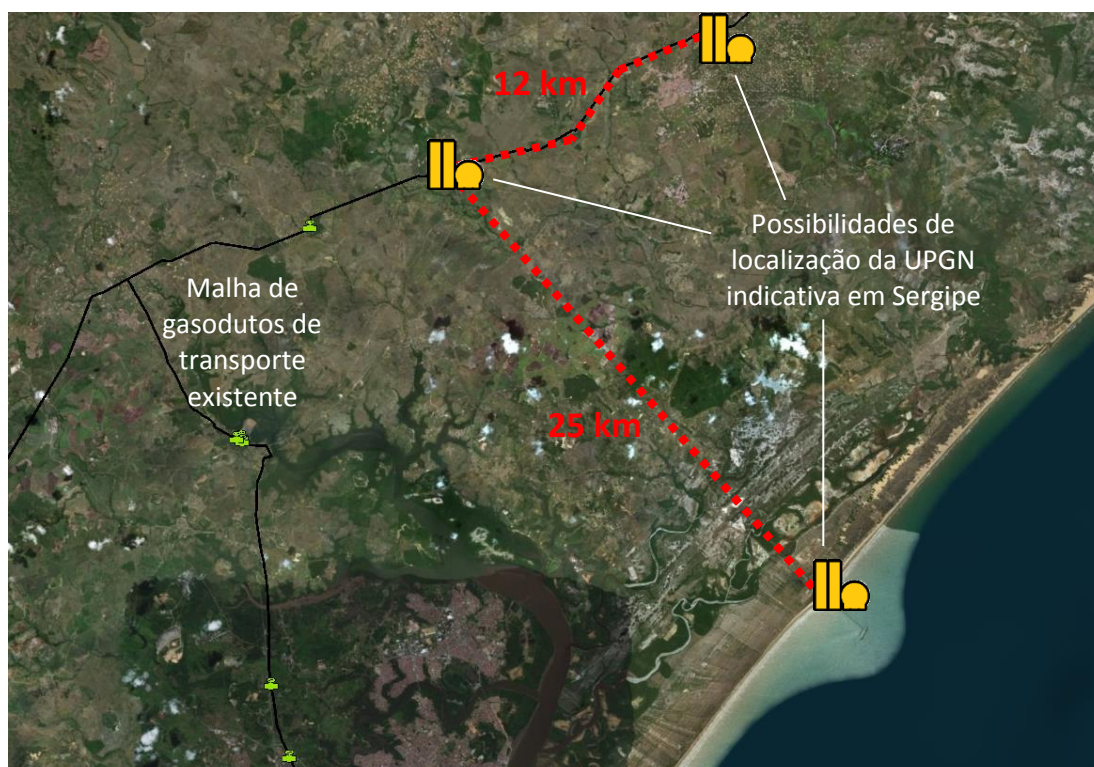 12 km
Possibilidades de
localização da UPGN
indicativa em Sergipe
Malha de
gasodutos de
transporte
existente
25 km